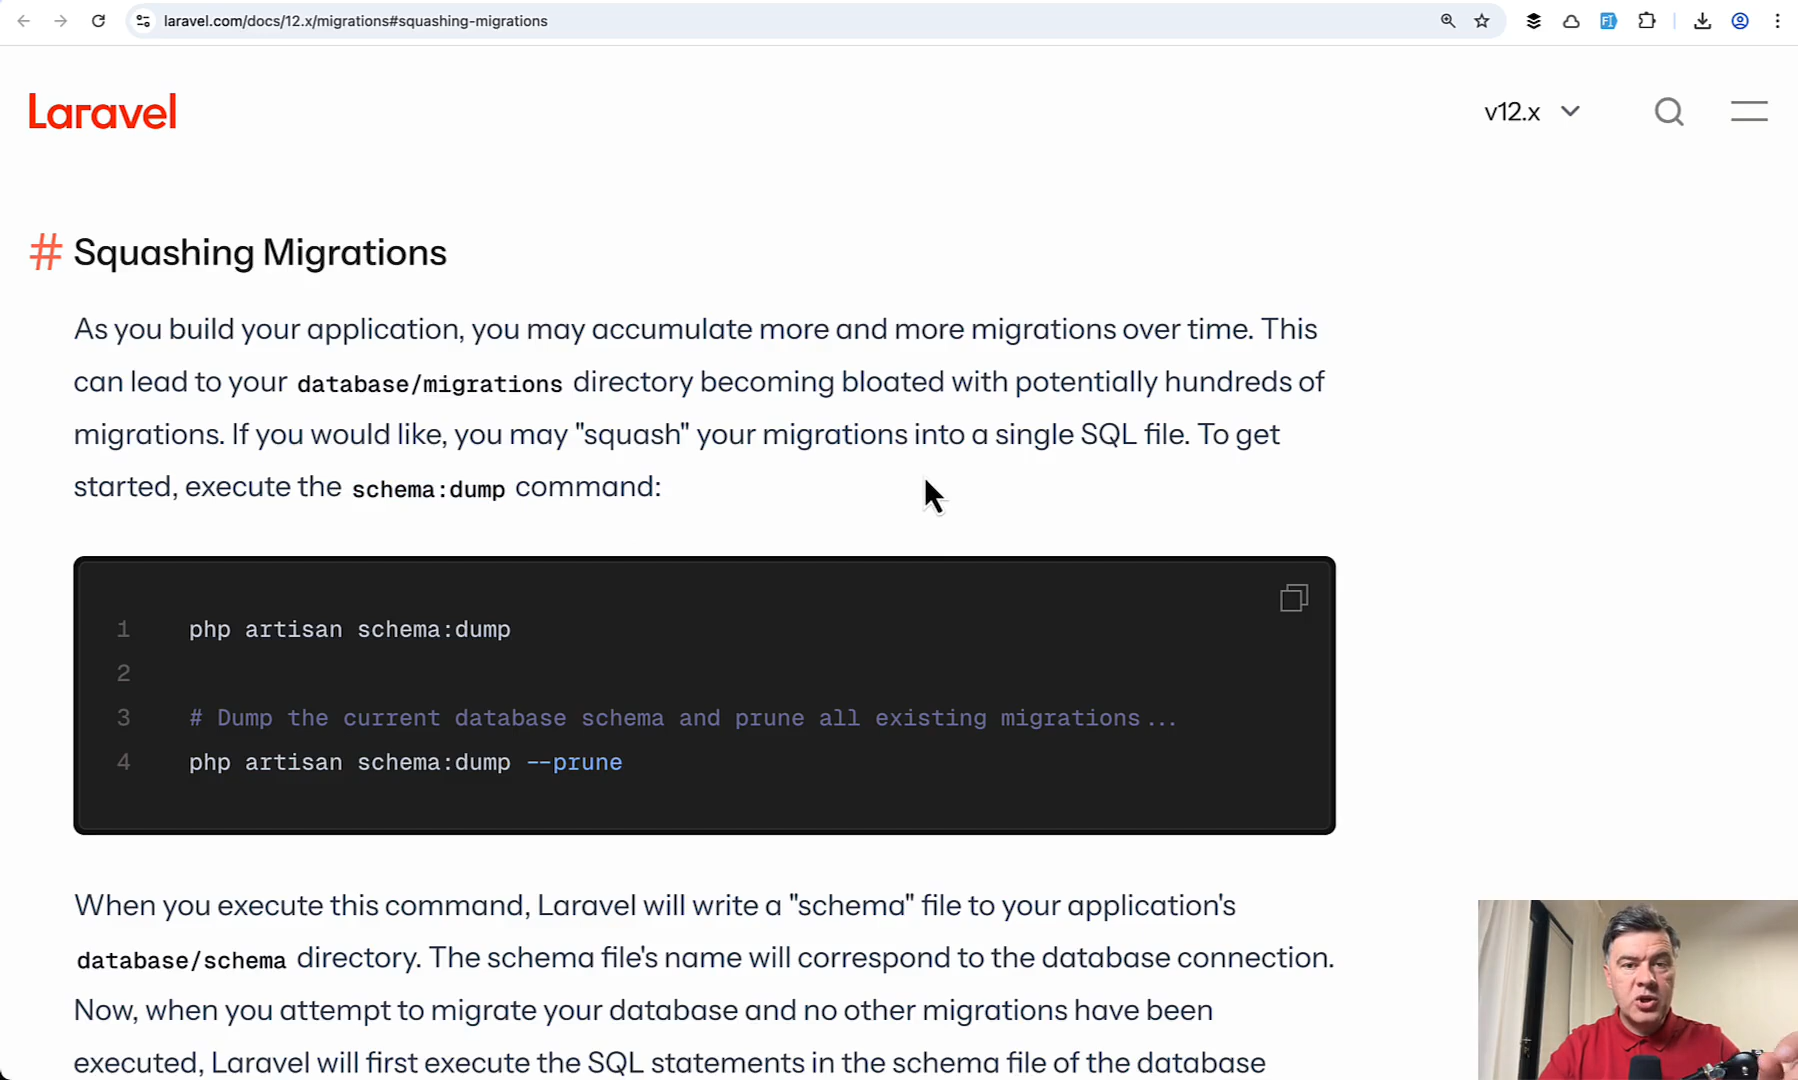 laravel.com/docs/12.x/migrations#squashing-migrations
Laravel
v12.x
# Squashing Migrations
As you build your application, you may accumulate more and more migrations over time. This
can lead to your database/migrations directory becoming bloated with potentially hundreds of
migrations. If you would like, you may "squash" your migrations into a single SQL file. To get
started, execute the schema:dump command:
1 php artisan schema:dump
2
3 # Dump the current database schema and prune all existing migrations...
4 php artisan schema:dump --prune
When you execute this command, Laravel will write a "schema" file to your application's
database/schema directory. The schema file's name will correspond to the database connection.
Now, when you attempt to migrate your database and no other migrations have been
executed, Laravel will first execute the SQL statements in the schema file of the database